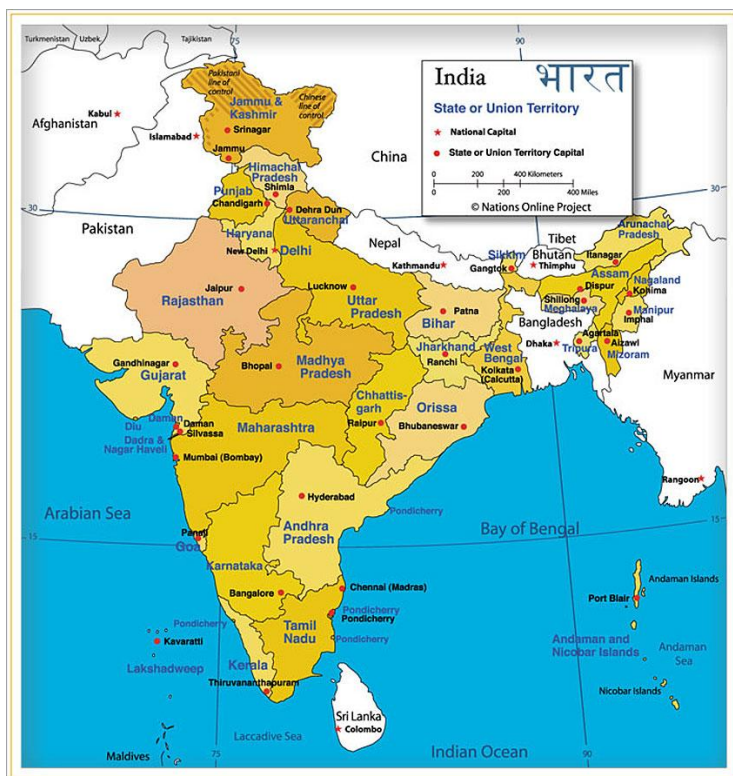 Turkmenistan
Uzbek.
Tajikistan
75
90
India भारत
State or Union Territory
National Capital
State or Union Territory Capital
0 200 400 Kilometers
0 200 400 Miles
© Nations Online Project
Pakistani
line of
control
Chinese
line of
control
Jammu &
Kashmir
Kabul
Afghanistan
Islamabad
Srinagar
Jammu
China
Himachal
Pradesh
Shimla
Punjab
Chandigarh
Dehra Dun
Uttaranchal
30
30
Pakistan
Haryana
New Delhi
Delhi
Nepal
Kathmandu
Tibet
Sikkim
Bhutan
Gangtok
Thimphu
Arunachal
Pradesh
Itanagar
Assam
Dispur
Nagaland
Kohima
Shillong
Meghalaya
Manipur
Imphal
Jaipur
Rajasthan
Lucknow
Uttar
Pradesh
Patna
Bihar
Bangladesh
Dhaka
Agartala
Tripura
Aizawl
Mizoram
Jharkhand
Ranchi
West
Bengal
Kolkata
(Calcutta)
Myanmar
Gandhinagar
Gujarat
Bhopal
Madhya
Pradesh
Chhattis-
garh
Raipur
Orissa
Bhubaneswar
Daman
Diu
Daman
Silvassa
Dadra &
Nagar Haveli
Maharashtra
Mumbai (Bombay)
Rangoon
Arabian Sea
Hyderabad
Andhra
Pradesh
Pondicherry
Bay of Bengal
15
15
Panaji
Goa
Karnataka
Bangalore
Chennai (Madras)
Pondicherry
Pondicherry
Pondicherry
Pondicherry
Tamil
Nadu
Kavaratti
Lakshadweep
Kerala
Thiruvananthapuram
Andaman Islands
Port Blair
Andaman and
Nicobar Islands
Andaman
Sea
Nicobar Islands
Sri Lanka
Colombo
Maldives
75
Laccadive Sea
Indian Ocean
90